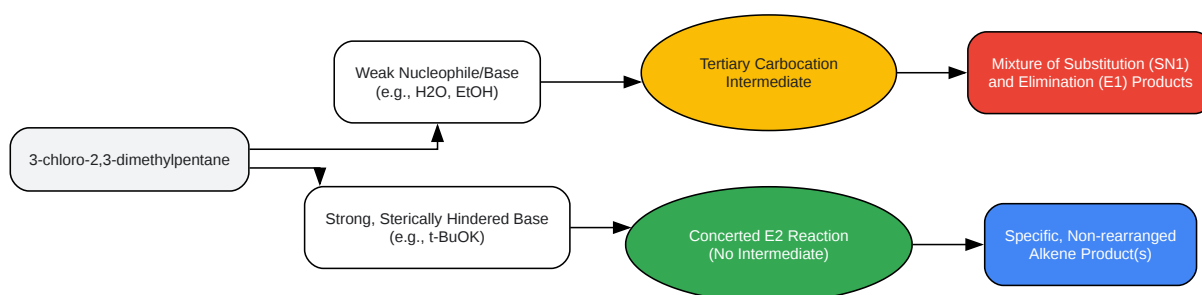 3-chloro-2,3-dimethylpentane
Weak Nucleophile/Base
(e.g., H2O, EtOH)
Tertiary Carbocation
Intermediate
Mixture of Substitution (SN1)
and Elimination (E1) Products
Strong, Sterically Hindered Base
(e.g., t-BuOK)
Concerted E2 Reaction
(No Intermediate)
Specific, Non-rearranged
Alkene Product(s)